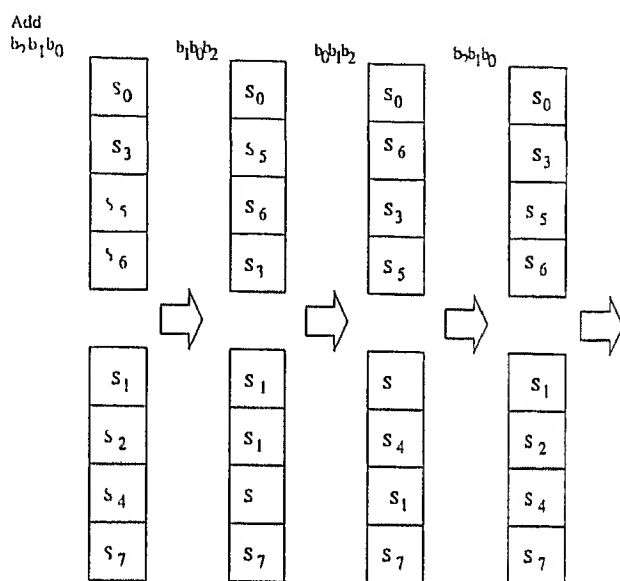 Add
b₂b₁b₀ b₁b₀b₂ b₀b₁b₂ b₂b₁b₀
S₀ S₀ S₀ S₀
S₃ S₅ S₆ S₃
S₅ S₆ S₃ S₅
S₆ S₃ S₅ S₆
S₁ S₁ S S₁
S₂ S₁ S₄ S₂
S₄ S S₁ S₄
S₇ S₇ S₇ S₇